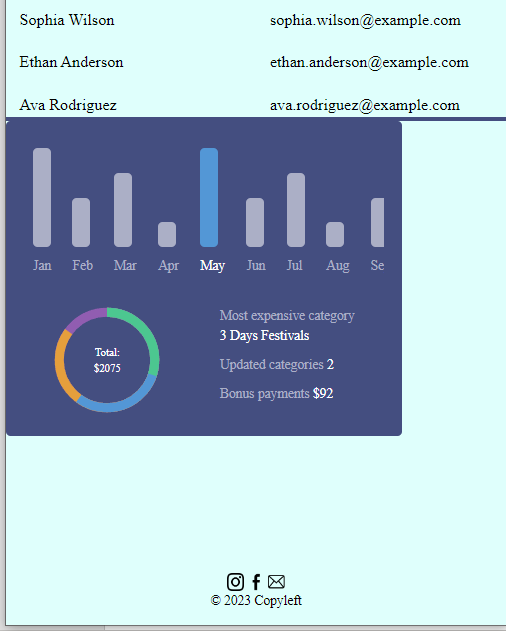 Sophia Wilson sophia.wilson@example.com
Ethan Anderson ethan.anderson@example.com
Ava Rodriguez ava.rodriguez@example.com
Jan Feb Mar Apr May Jun Jul Aug Se
Most expensive category
3 Days Festivals
Total:
$2075
Updated categories 2
Bonus payments $92
© 2023 Copyleft